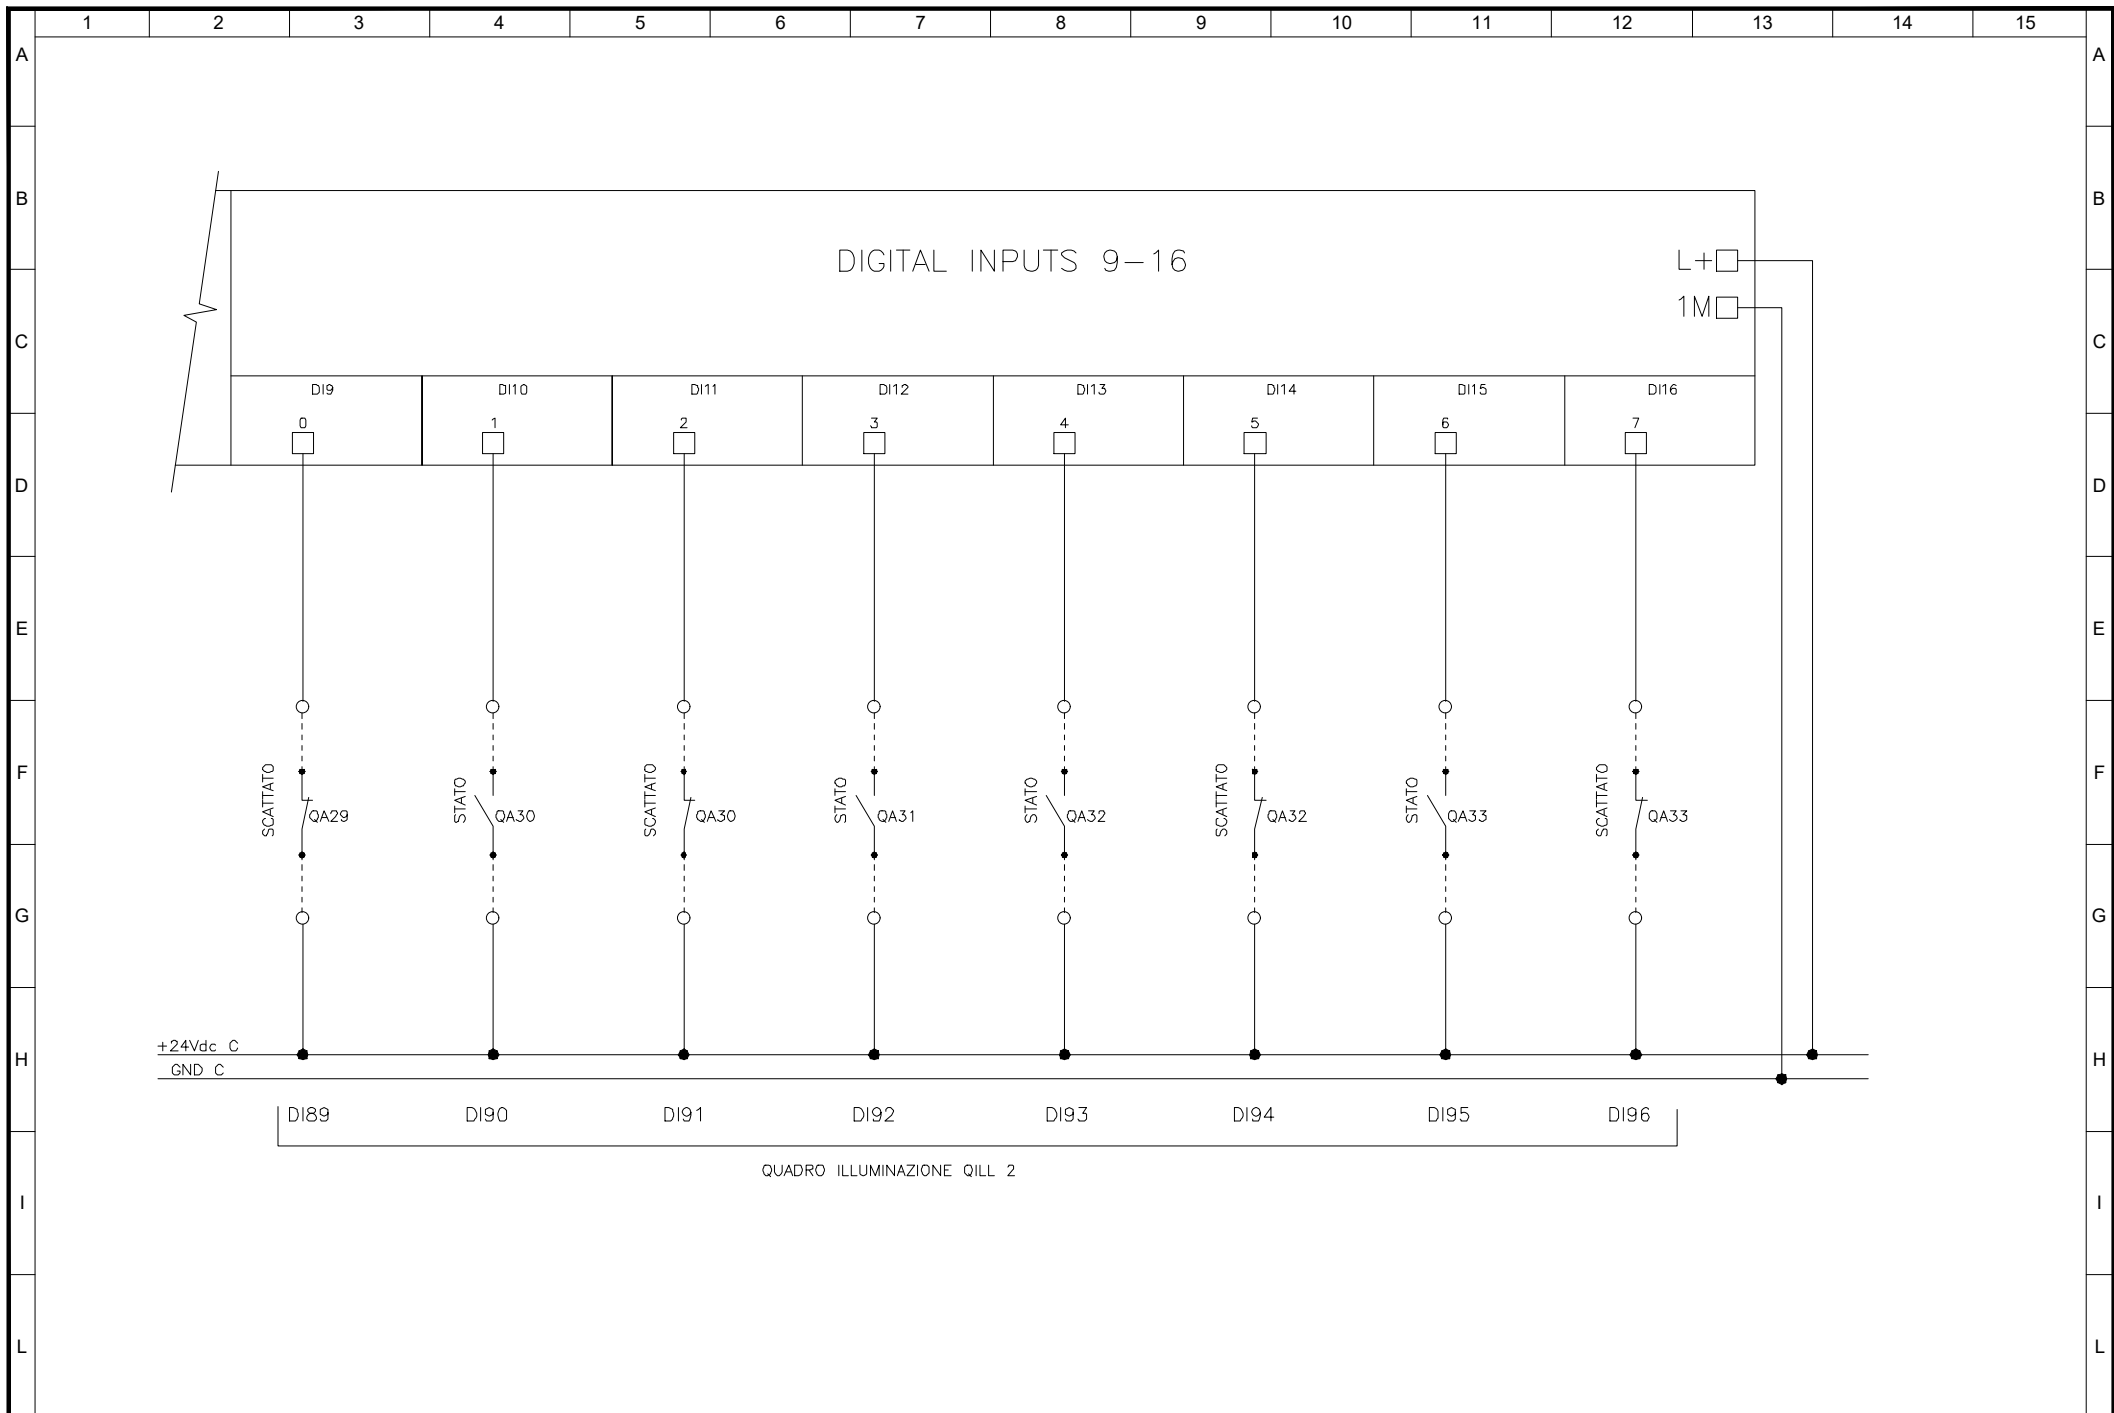 1 2 3 4 5 6 7 8 9 10 11 12 13 14 15
A A
B B
DIGITAL INPUTS 9-16
L+
1M
C C
DI9 DI10 DI11 DI12 DI13 DI14 DI15 DI16
0 1 2 3 4 5 6 7
D D
E E
F F
SCATTATO QA29 STATO QA30 SCATTATO QA30 STATO QA31 STATO QA32 SCATTATO QA32 STATO QA33 SCATTATO QA33
G G
+24Vdc C
H H
GND C
DI89 DI90 DI91 DI92 DI93 DI94 DI95 DI96
QUADRO ILLUMINAZIONE QILL 2
I I
L L